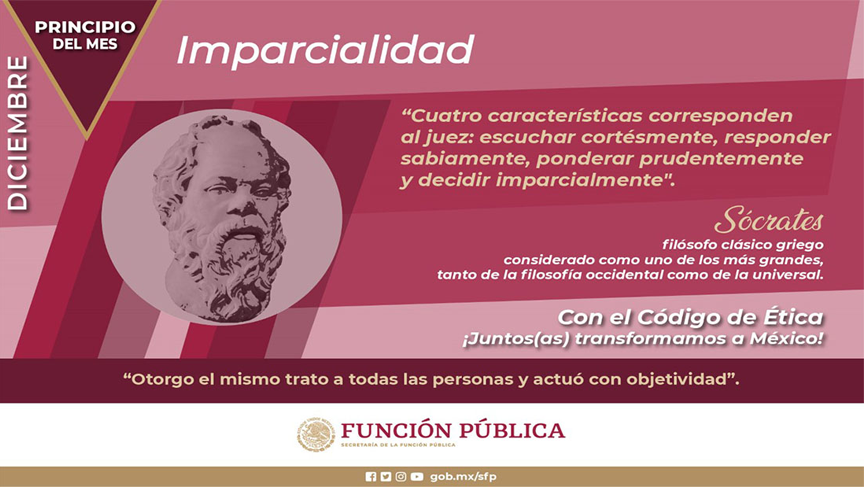 PRINCIPIO
DEL MES
DICIEMBRE
Imparcialidad
“Cuatro características corresponden
al juez: escuchar cortésmente, responder
sabiamente, ponderar prudentemente
y decidir imparcialmente".
Sócrates
filósofo clásico griego
considerado como uno de los más grandes,
tanto de la filosofía occidental como de la universal.
Con el Código de Ética
¡Juntos(as) transformamos a México!
“Otorgo el mismo trato a todas las personas y actuó con objetividad”.
FUNCIÓN PÚBLICA
SECRETARÍA DE LA FUNCIÓN PÚBLICA
gob.mx/sfp